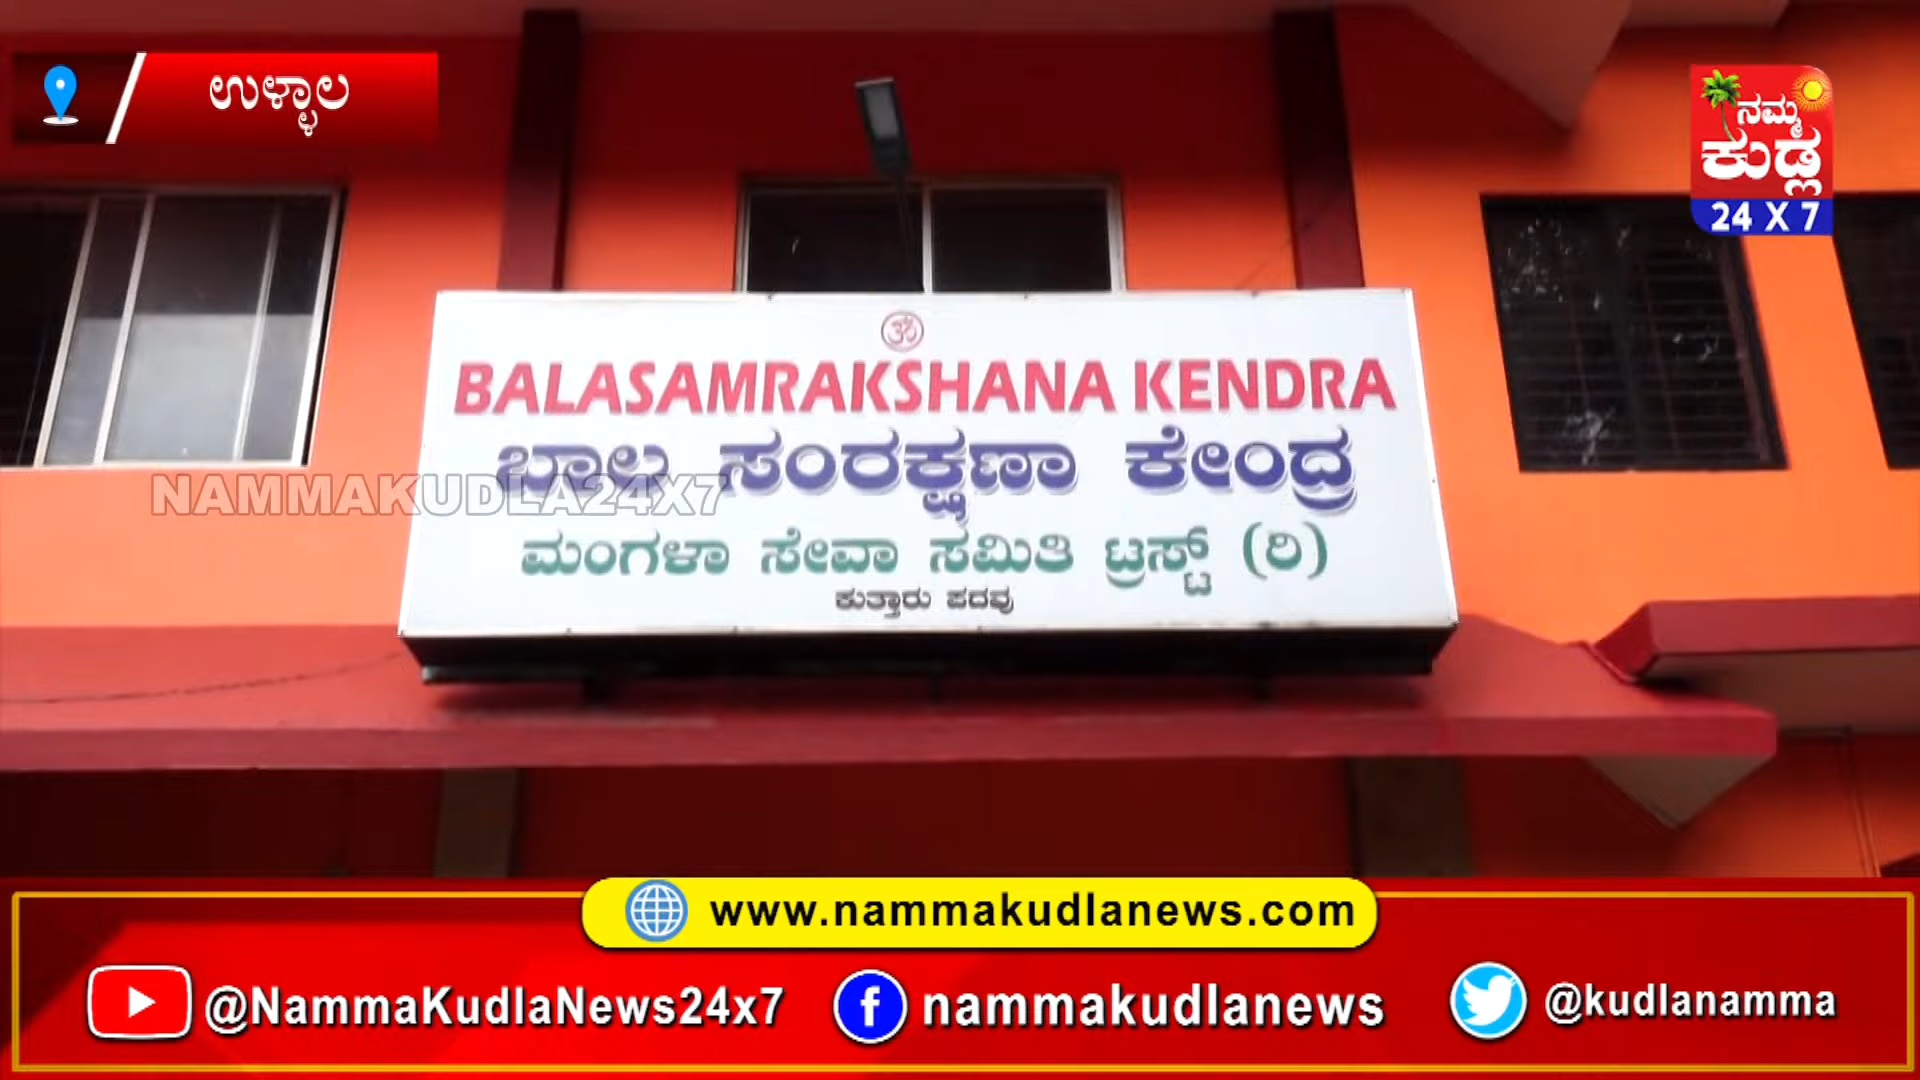 ಉಳ್ಳಾಲ
ನಮ್ಮ
ಕುಡ್ಲ
24 X 7
ॐ
BALASAMRAKSHANA KENDRA
ಬಾಲ ಸಂರಕ್ಷಣಾ ಕೇಂದ್ರ
NAMMAKUDLA24X7
ಮಂಗಳಾ ಸೇವಾ ಸಮಿತಿ ಟ್ರಸ್ಟ್ (ರಿ)
ಕುತ್ತಾರು ಪದವು
www.nammakudlanews.com
@NammaKudlaNews24x7
nammakudlanews
@kudlanamma